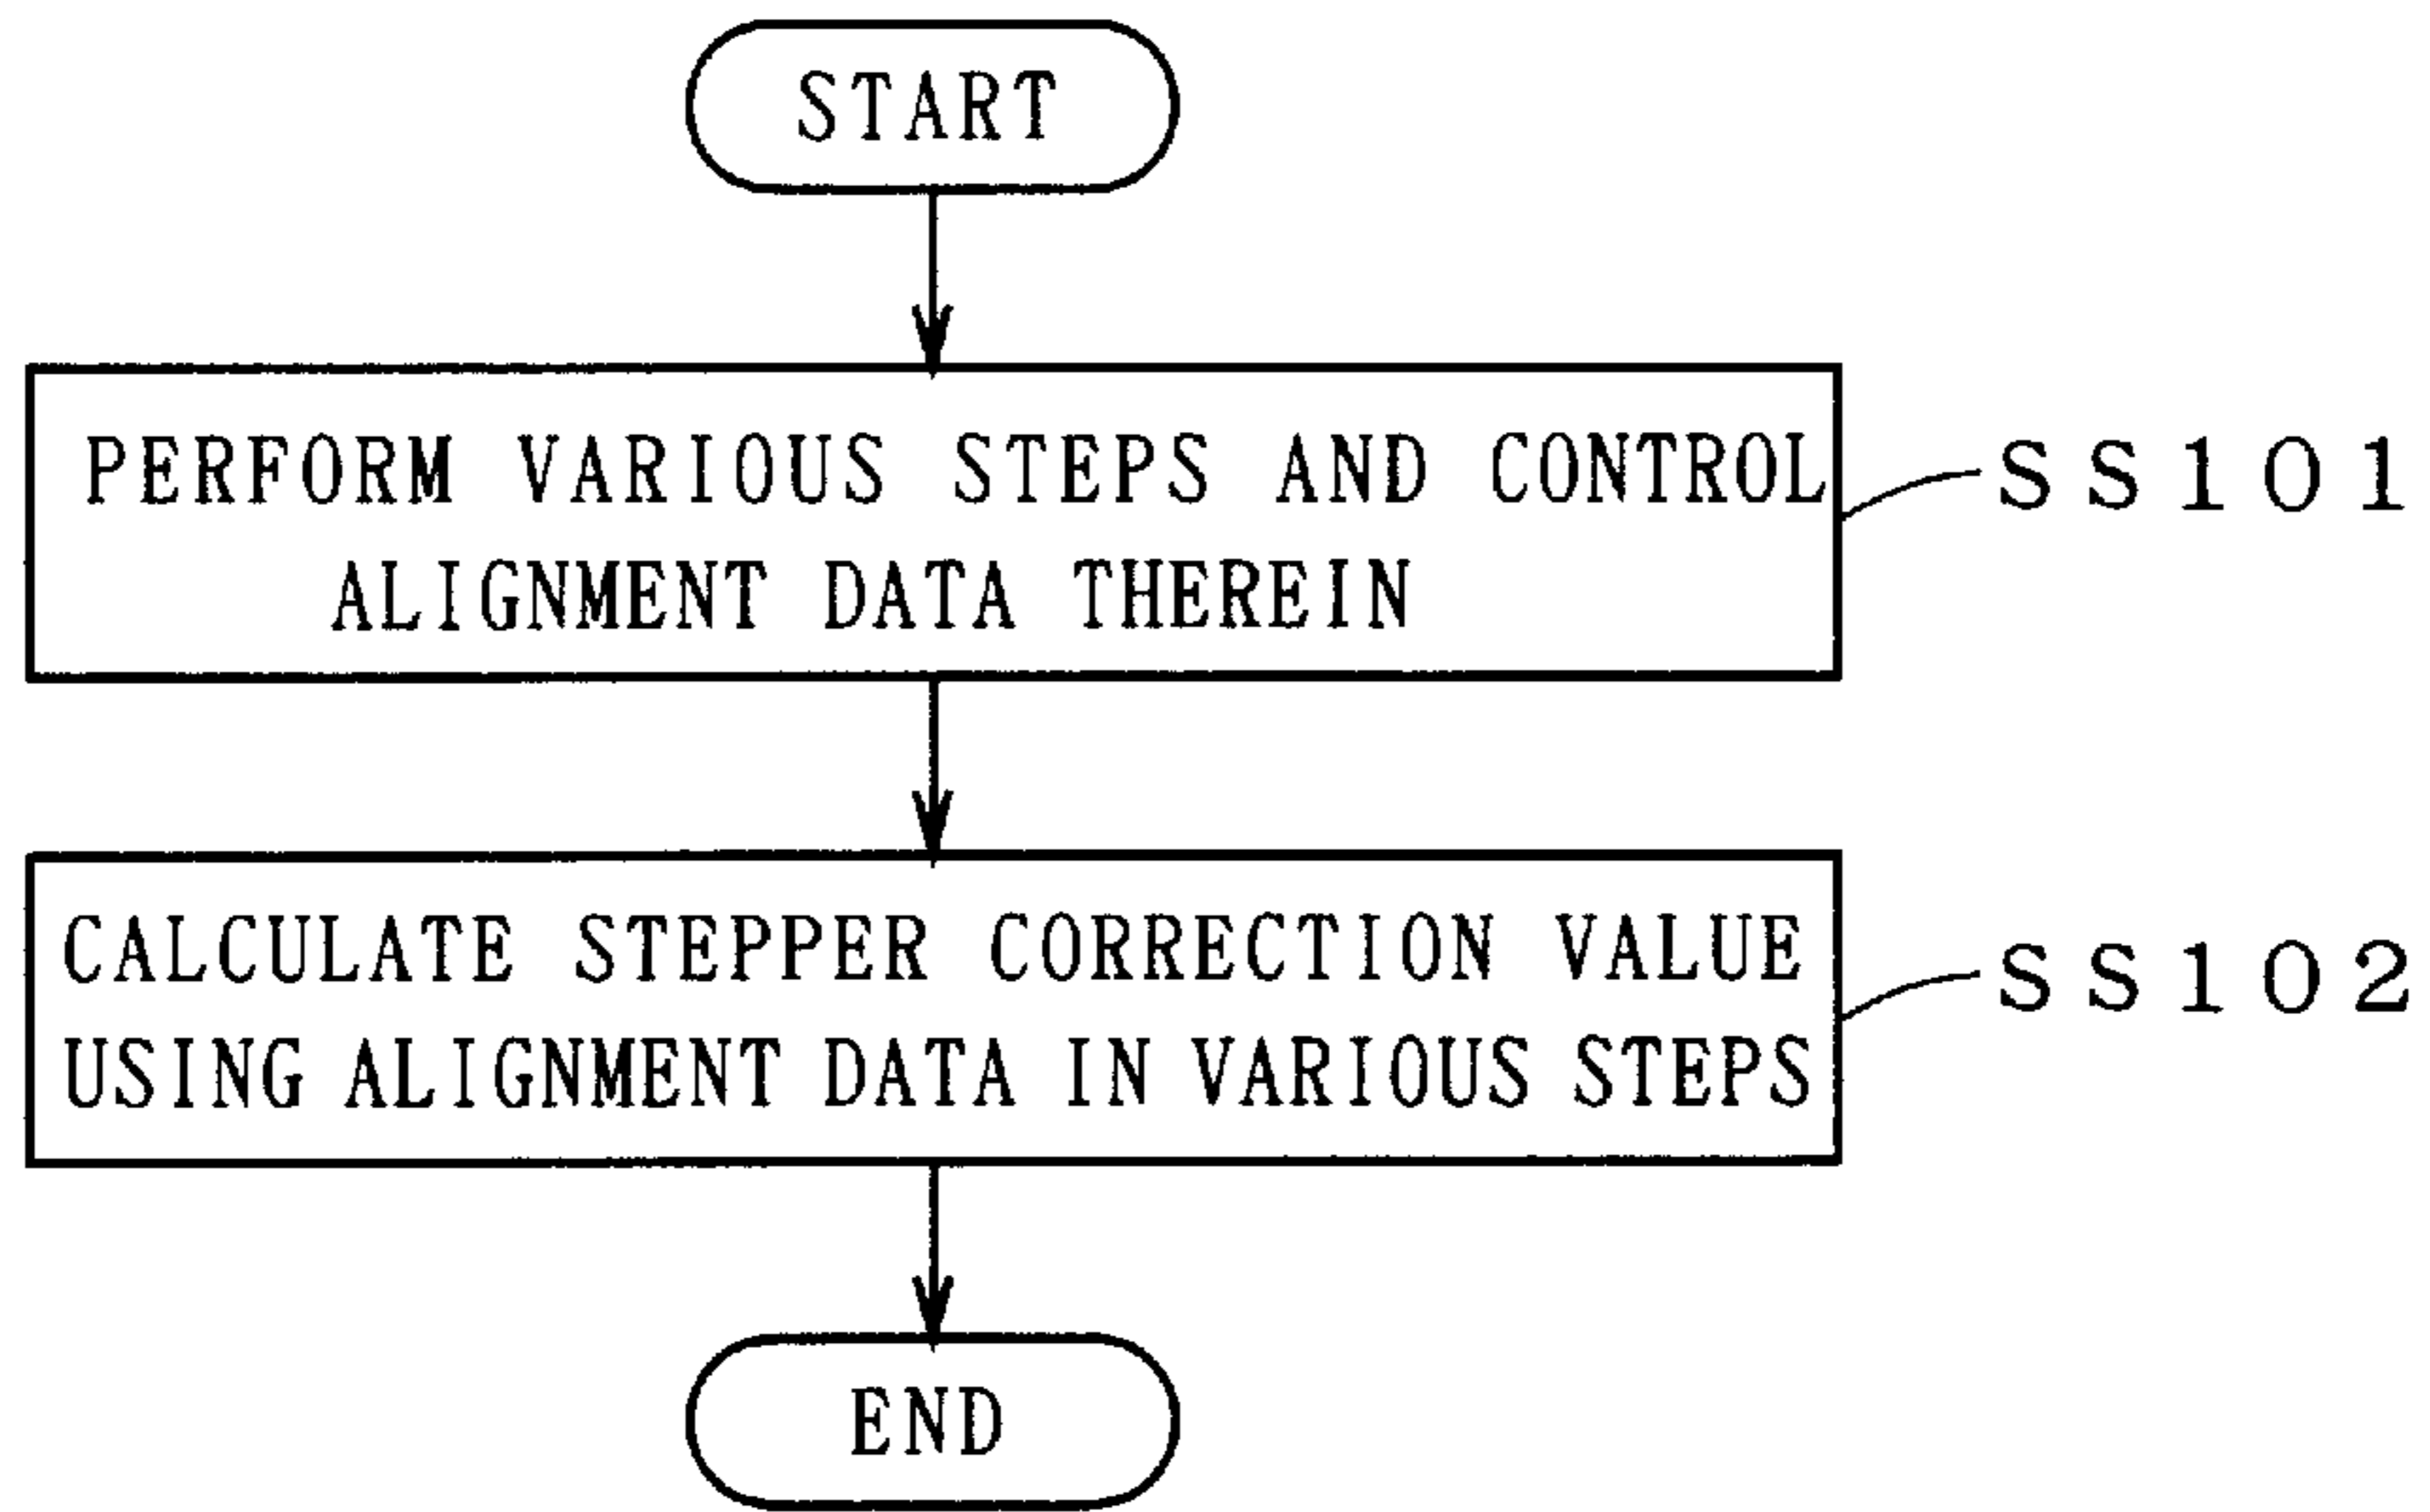 START
PERFORM VARIOUS STEPS AND CONTROL
ALIGNMENT DATA THEREIN
SS101
CALCULATE STEPPER CORRECTION VALUE
USING ALIGNMENT DATA IN VARIOUS STEPS
SS102
END